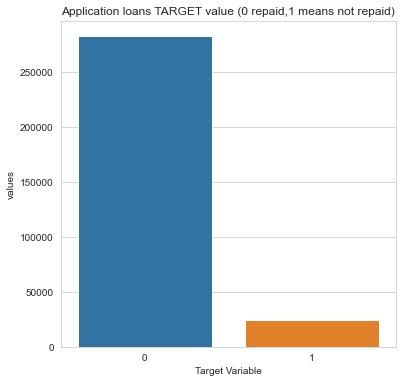 Application loans TARGET value (0 repaid,1 means not repaid)
250000
200000
150000
100000
50000
0
values
0 1
Target Variable